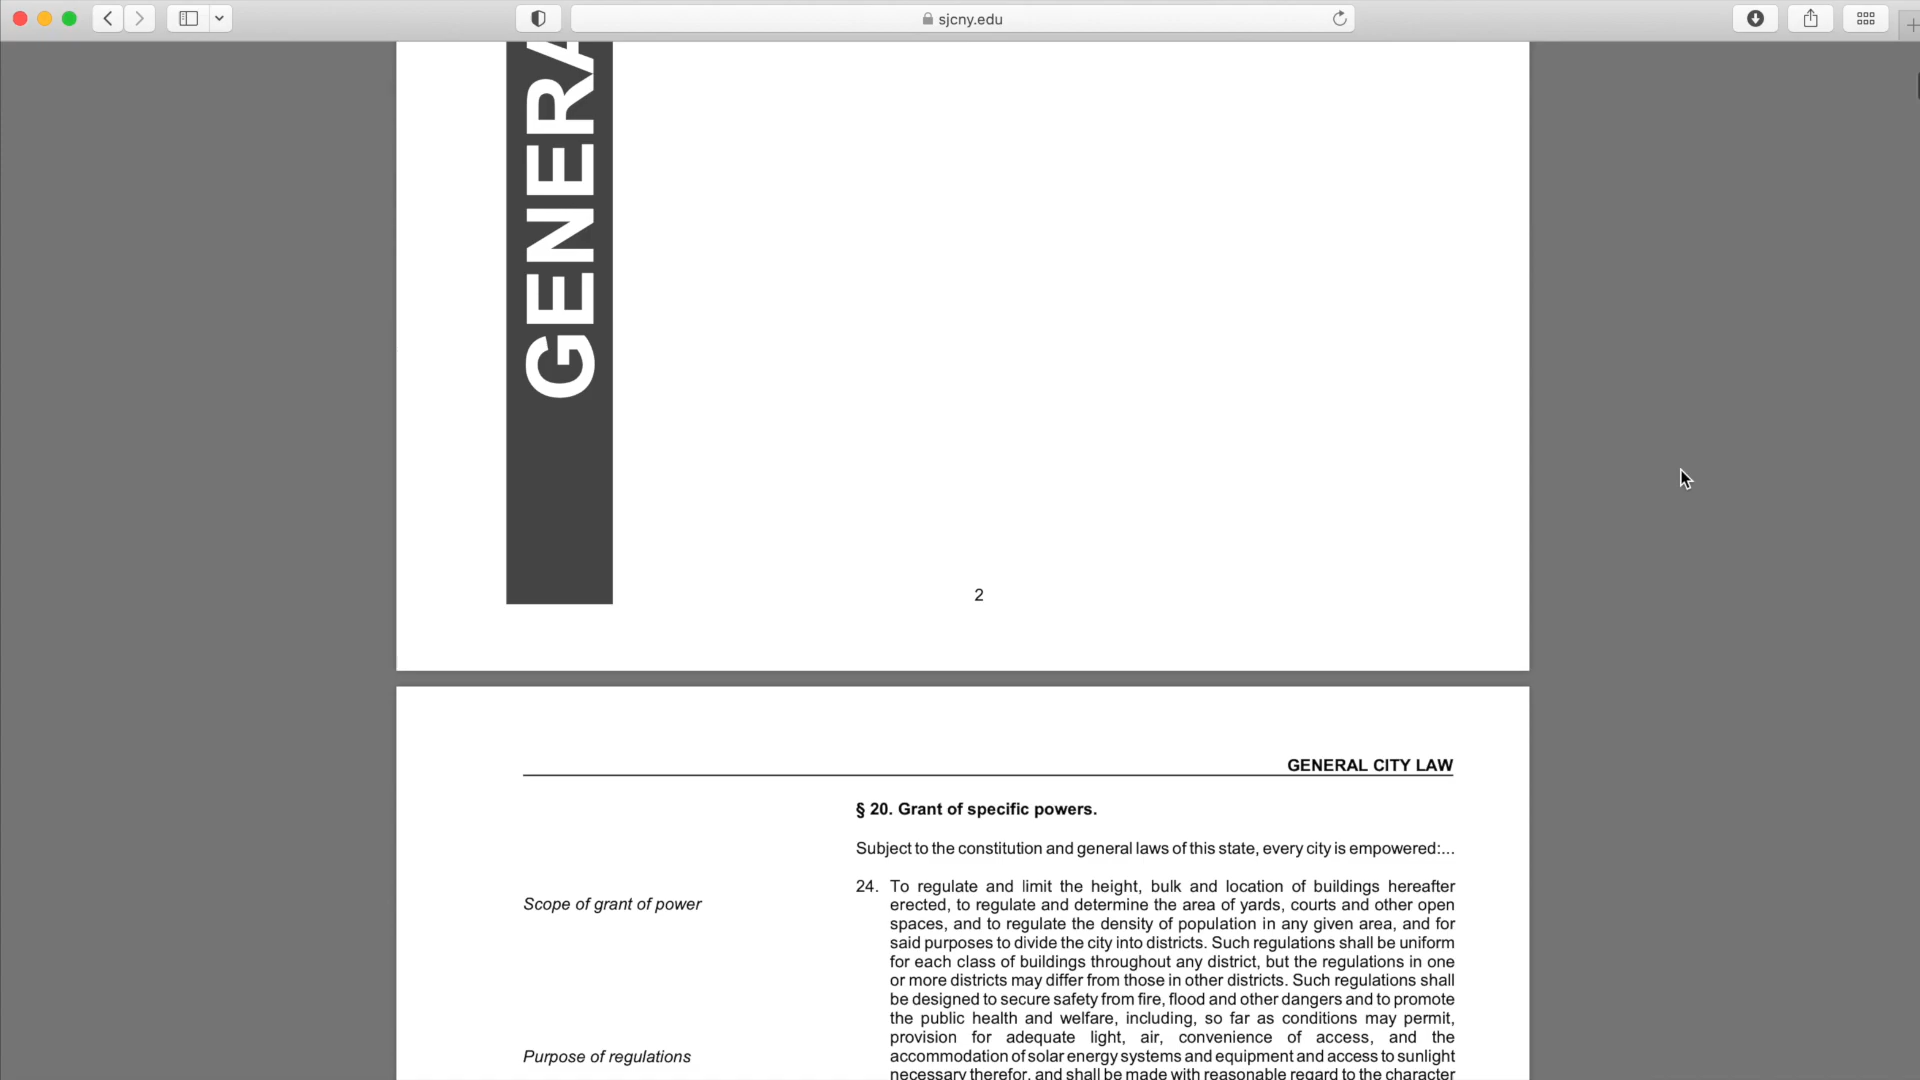 sjcny.edu
GENERA
2
GENERAL CITY LAW
§ 20. Grant of specific powers.
Subject to the constitution and general laws of this state, every city is empowered:...
Scope of grant of power
24. To regulate and limit the height, bulk and location of buildings hereafter
erected, to regulate and determine the area of yards, courts and other open
spaces, and to regulate the density of population in any given area, and for
said purposes to divide the city into districts. Such regulations shall be uniform
for each class of buildings throughout any district, but the regulations in one
or more districts may differ from those in other districts. Such regulations shall
be designed to secure safety from fire, flood and other dangers and to promote
the public health and welfare, including, so far as conditions may permit,
provision for adequate light, air, convenience of access, and the
Purpose of regulations
accommodation of solar energy systems and equipment and access to sunlight
necessary therefor, and shall be made with reasonable regard to the character